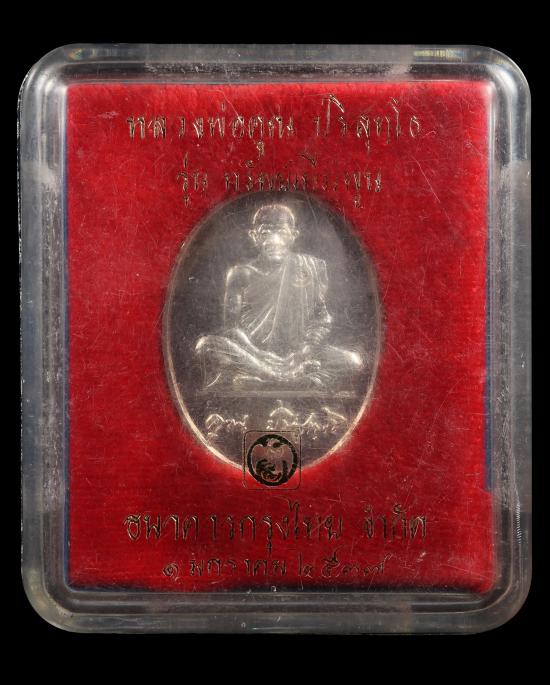 หลวงพ่อคูณ ปริสุทฺโธ
รุ่น ทรัพย์เพิ่มพูน
คูณ ปริสุทฺโธ
ธนาคารกรุงไทย จำกัด
๑ มกราคม ๒๕๓๗